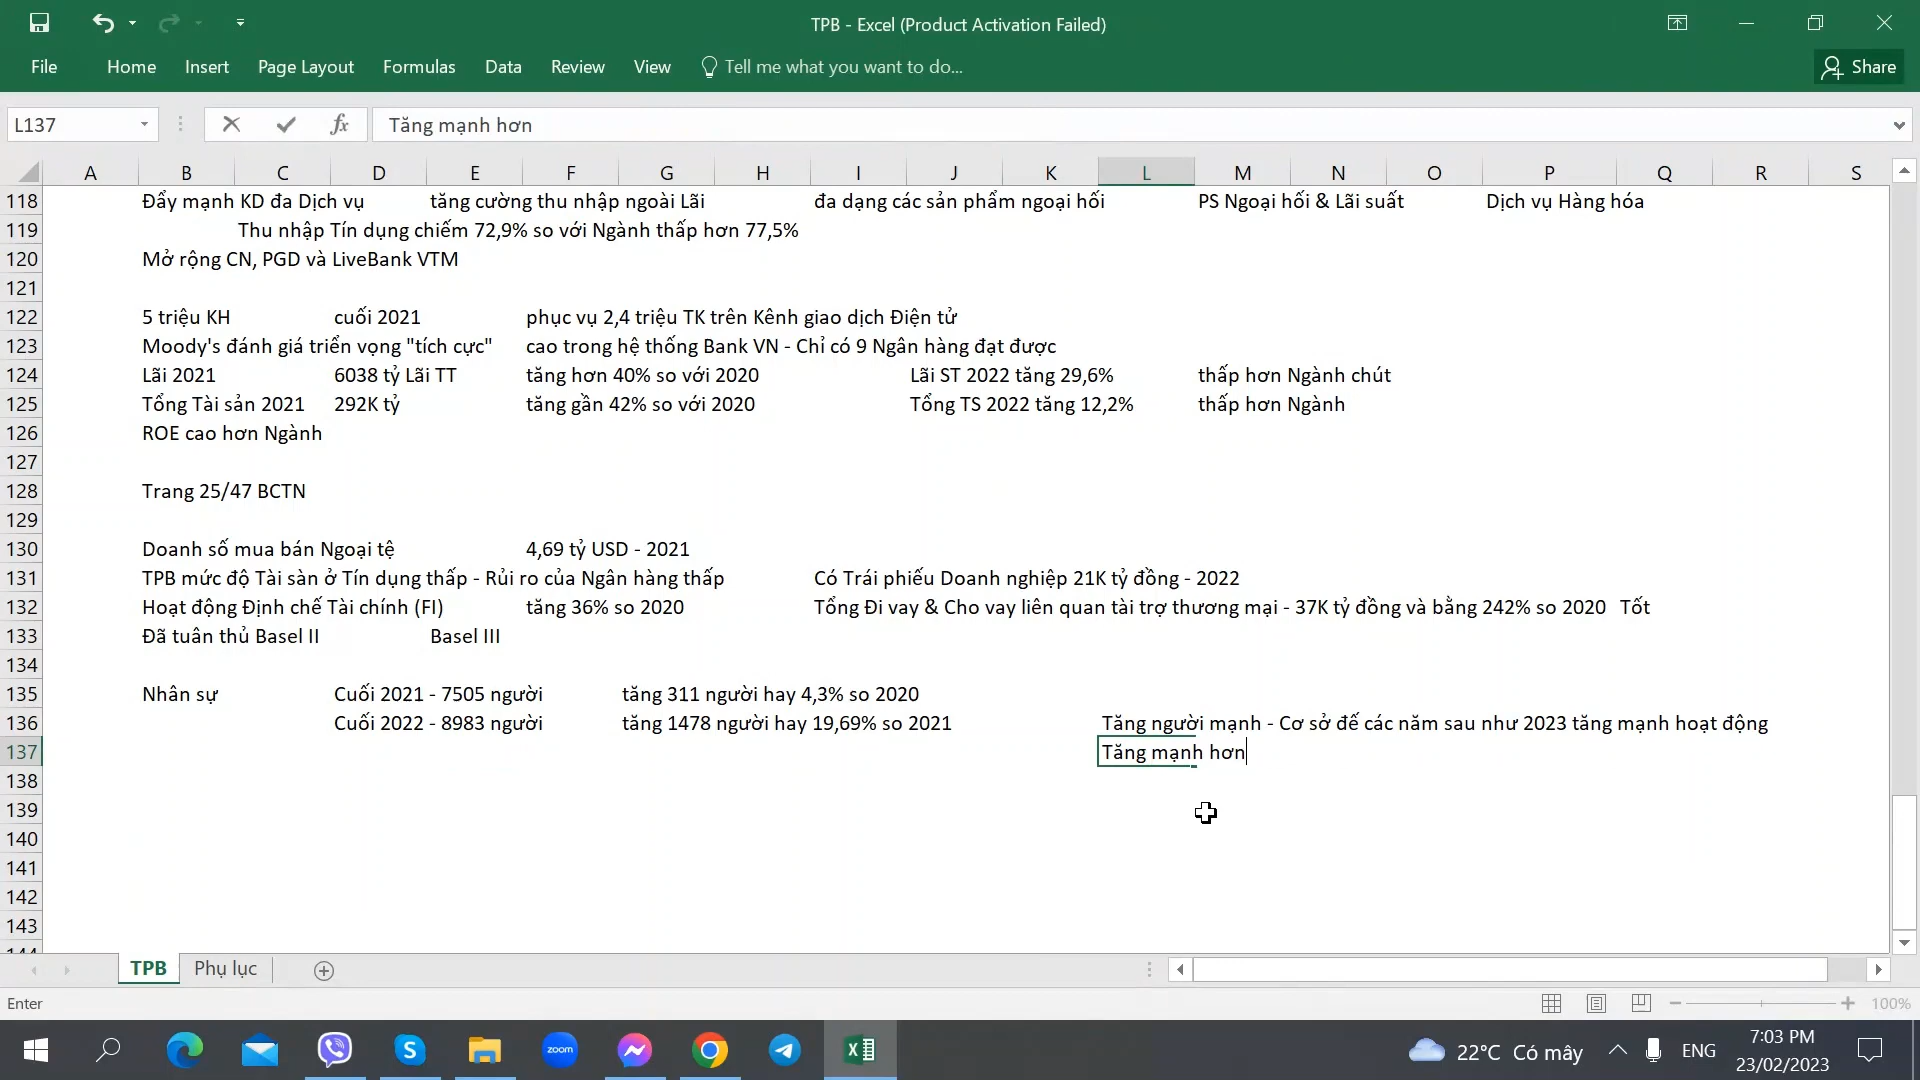 TPB - Excel (Product Activation Failed)
File Home Insert Page Layout Formulas Data Review View Tell me what you want to do... Share
L137 fx Tăng mạnh hơn
A B C D E F G H I J K L M N O P Q R S
118 Đẩy mạnh KD đa Dịch vụ tăng cường thu nhập ngoài Lãi đa dạng các sản phẩm ngoại hối PS Ngoại hối & Lãi suất Dịch vụ Hàng hóa
119 Thu nhập Tín dụng chiếm 72,9% so với Ngành thấp hơn 77,5%
120 Mở rộng CN, PGD và LiveBank VTM
121
122 5 triệu KH cuối 2021 phục vụ 2,4 triệu TK trên Kênh giao dịch Điện tử
123 Moody's đánh giá triển vọng "tích cực" cao trong hệ thống Bank VN - Chỉ có 9 Ngân hàng đạt được
124 Lãi 2021 6038 tỷ Lãi TT tăng hơn 40% so với 2020 Lãi ST 2022 tăng 29,6% thấp hơn Ngành chút
125 Tổng Tài sản 2021 292K tỷ tăng gần 42% so với 2020 Tổng TS 2022 tăng 12,2% thấp hơn Ngành
126 ROE cao hơn Ngành
127
128 Trang 25/47 BCTN
129
130 Doanh số mua bán Ngoại tệ 4,69 tỷ USD - 2021
131 TPB mức độ Tài sàn ở Tín dụng thấp - Rủi ro của Ngân hàng thấp Có Trái phiếu Doanh nghiệp 21K tỷ đồng - 2022
132 Hoạt động Định chế Tài chính (FI) tăng 36% so 2020 Tổng Đi vay & Cho vay liên quan tài trợ thương mại - 37K tỷ đồng và bằng 242% so 2020 Tốt
133 Đã tuân thủ Basel II Basel III
134
135 Nhân sự Cuối 2021 - 7505 người tăng 311 người hay 4,3% so 2020
136 Cuối 2022 - 8983 người tăng 1478 người hay 19,69% so 2021 Tăng người mạnh - Cơ sở để các năm sau như 2023 tăng mạnh hoạt động
137 Tăng mạnh hơn
138
139
140
141
142
143
TPB Phụ lục
Enter 100%
zoom 22°C Có mây ENG 7:03 PM
23/02/2023